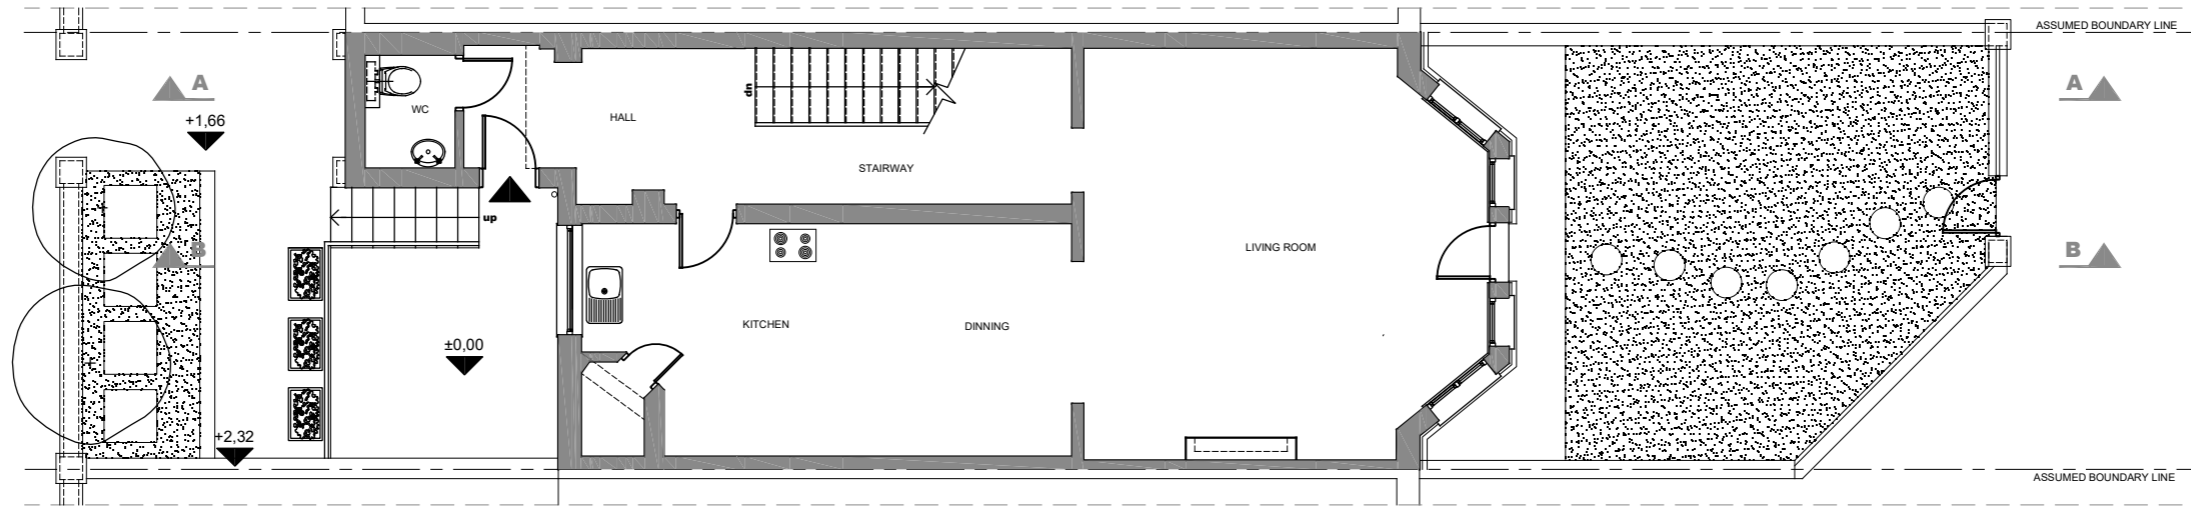 ASSUMED BOUNDARY LINE
A
A
+1,66
dn
WC
HALL
STAIRWAY
up
B
LIVING ROOM
B
KITCHEN
DINNING
±0,00
+2,32
ASSUMED BOUNDARY LINE